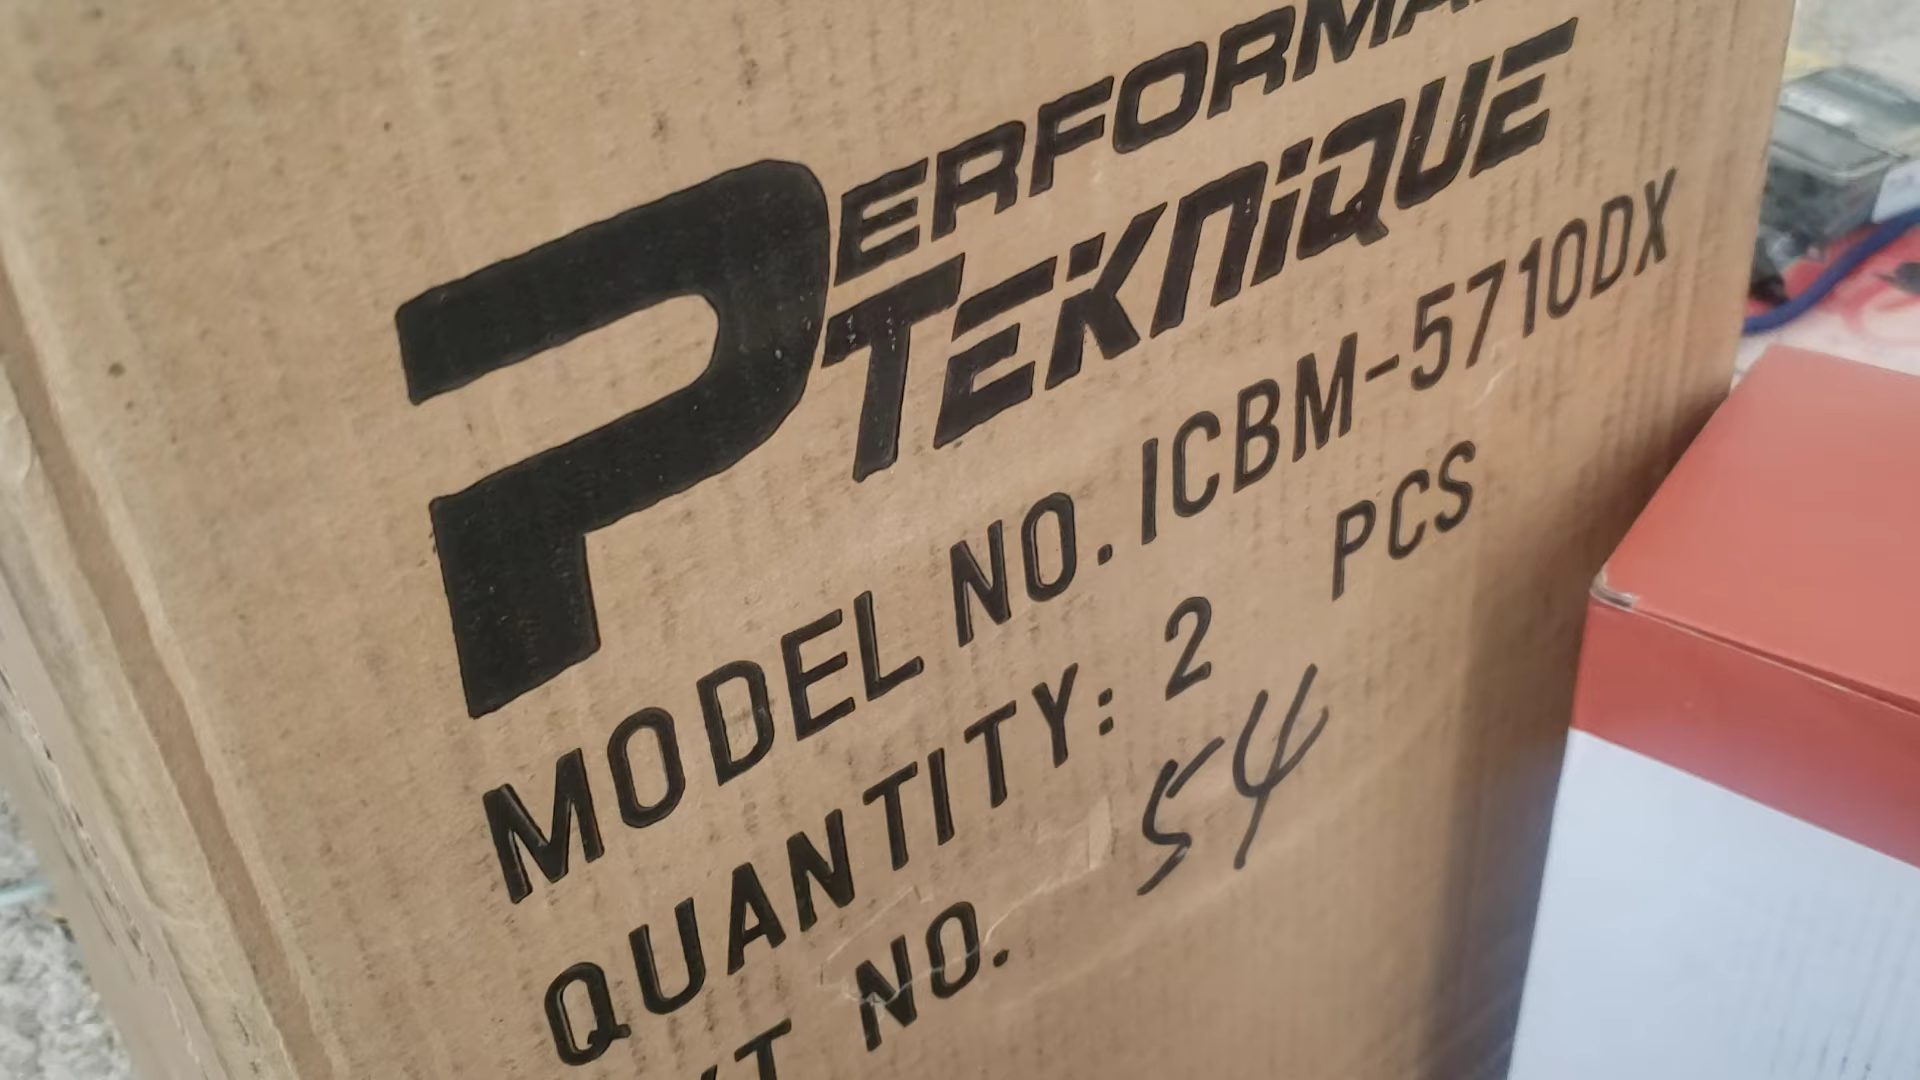 PERFORMA
TEKNIQUE
MODEL NO. ICBM-5710DX
QUANTITY: 2 PCS
NO. 54